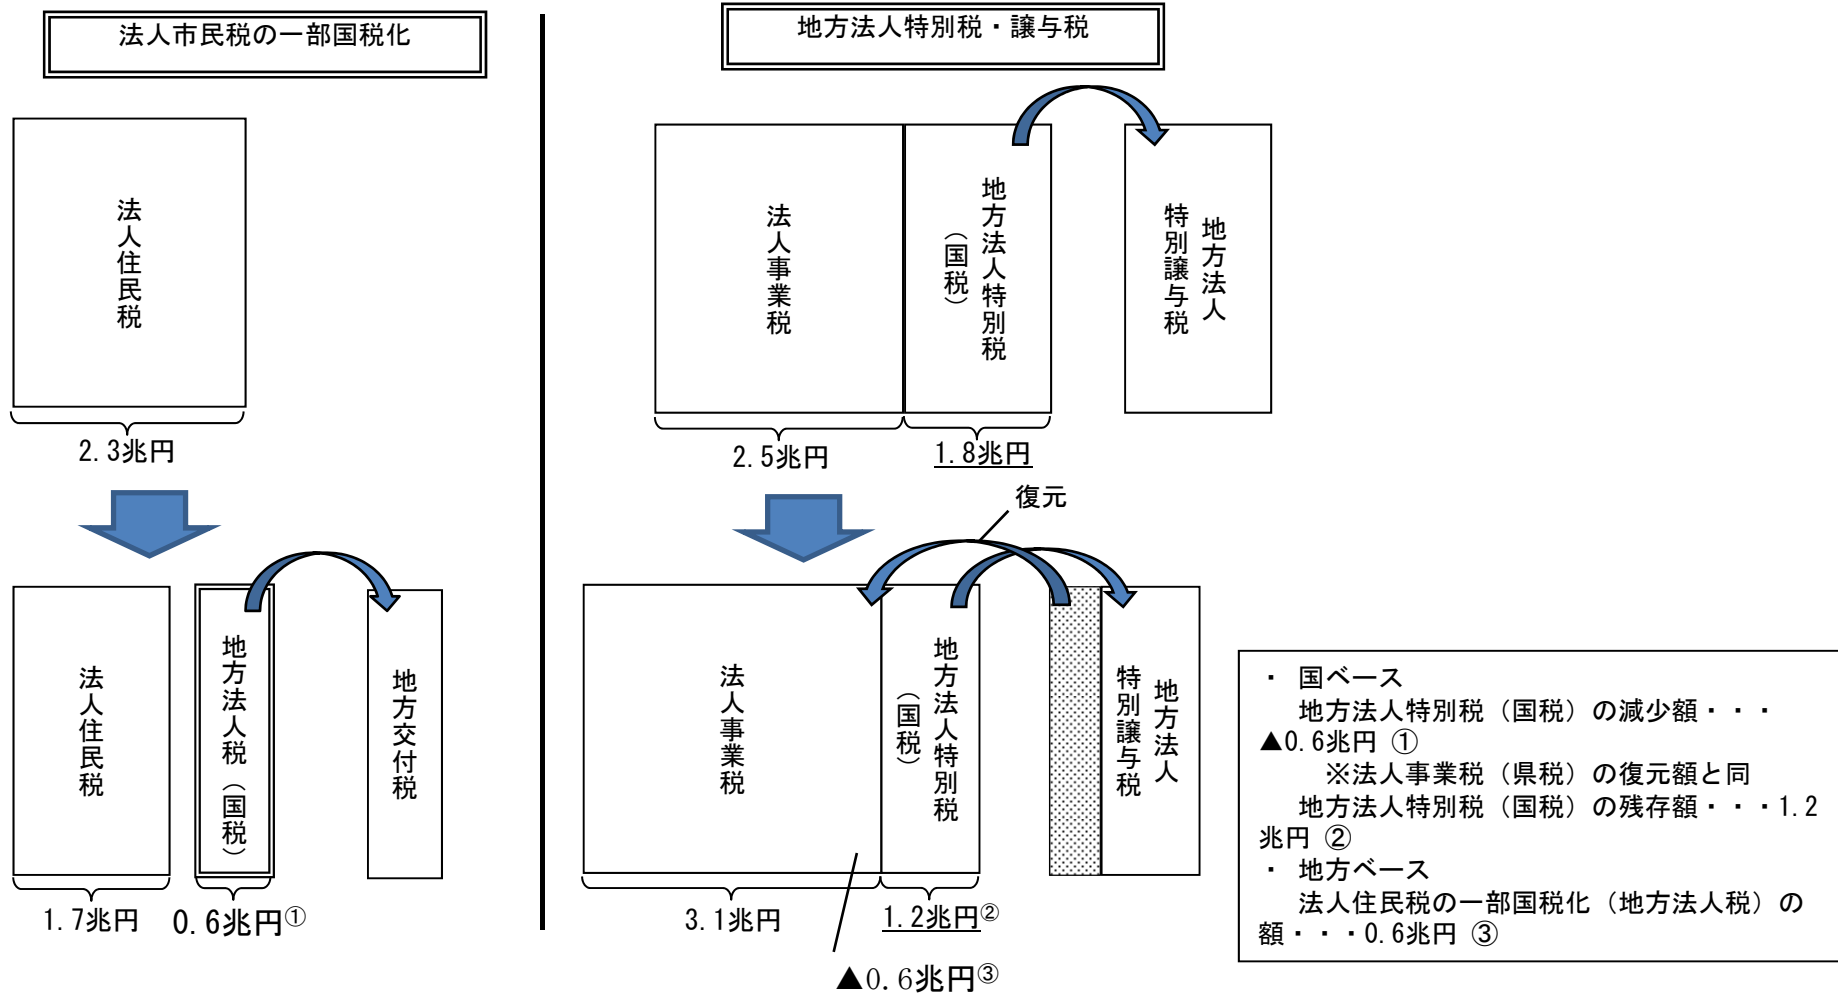 法人市民税の一部国税化
法人住民税
2.3兆円
法人住民税
地方法人税（国税）
地方交付税
1.7兆円
0.6兆円①
地方法人特別税・譲与税
法人事業税
地方法人特別税
（国税）
地方法人
特別譲与税
2.5兆円
1.8兆円
復元
法人事業税
地方法人特別税
（国税）
地方法人
特別譲与税
3.1兆円
1.2兆円②
▲0.6兆円③
・ 国ベース
地方法人特別税（国税）の減少額・・・
▲0.6兆円 ①
※法人事業税（県税）の復元額と同
地方法人特別税（国税）の残存額・・・1.2
兆円 ②
・ 地方ベース
法人住民税の一部国税化（地方法人税）の
額・・・0.6兆円 ③